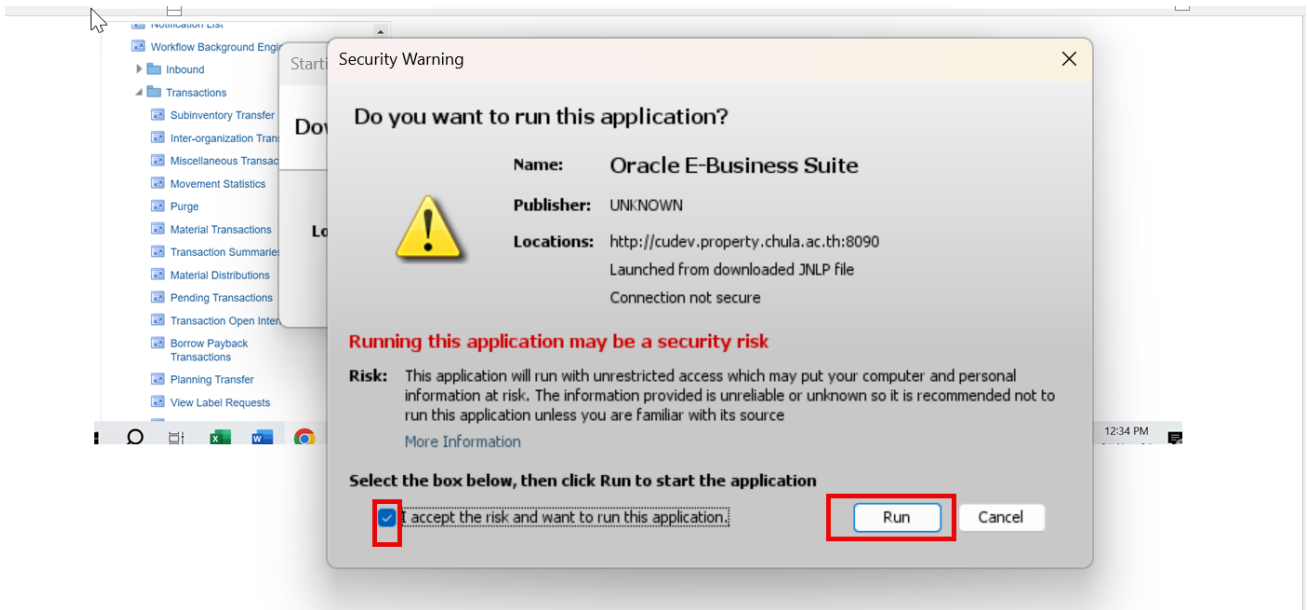 Notification List
Workflow Background Engi
Inbound
Transactions
Subinventory Transfer
Inter-organization Tran
Miscellaneous Transac
Movement Statistics
Purge
Material Transactions
Transaction Summaries
Material Distributions
Pending Transactions
Transaction Open Inter
Borrow Payback
Transactions
Planning Transfer
View Label Requests
Starti
Dov
Lo
Security Warning
Do you want to run this application?
Name: Oracle E-Business Suite
Publisher: UNKNOWN
Locations: http://cudev.property.chula.ac.th:8090
Launched from downloaded JNLP file
Connection not secure
Running this application may be a security risk
Risk: This application will run with unrestricted access which may put your computer and personal
information at risk. The information provided is unreliable or unknown so it is recommended not to
run this application unless you are familiar with its source
More Information
Select the box below, then click Run to start the application
I accept the risk and want to run this application.
Run
Cancel
12:34 PM